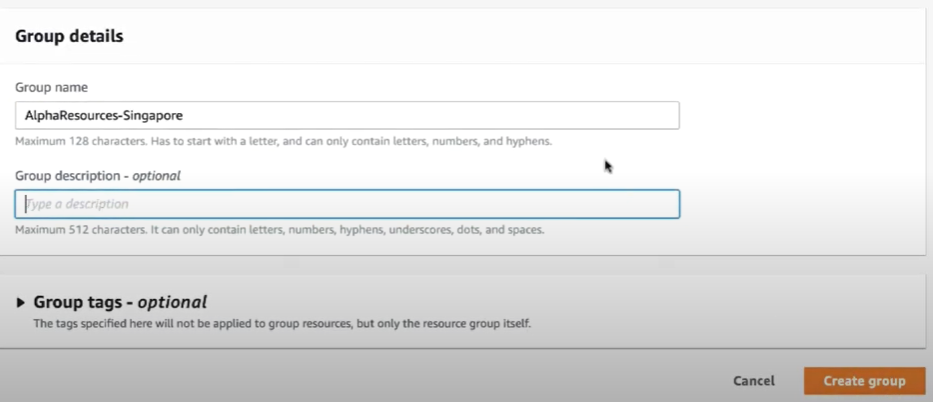 Group details
Group name
AlphaResources-Singapore
Maximum 128 characters. Has to start with a letter, and can only contain letters, numbers, and hyphens.
Group description - optional
Type a description
Maximum 512 characters. It can only contain letters, numbers, hyphens, underscores, dots, and spaces.
Group tags - optional
The tags specified here will not be applied to group resources, but only the resource group itself.
Cancel
Create group